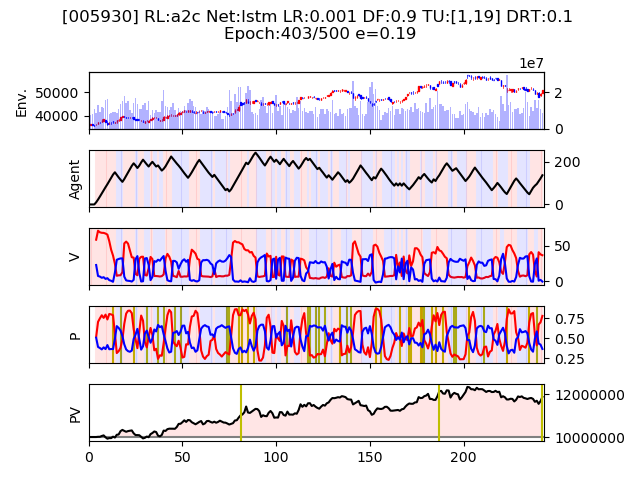 [005930] RL:a2c Net:lstm LR:0.001 DF:0.9 TU:[1,19] DRT:0.1
Epoch:403/500 e=0.19
1e7
Env.
50000
40000
2
0
Agent
200
0
V
50
0
P
0.75
0.50
0.25
PV
12000000
10000000
0 50 100 150 200